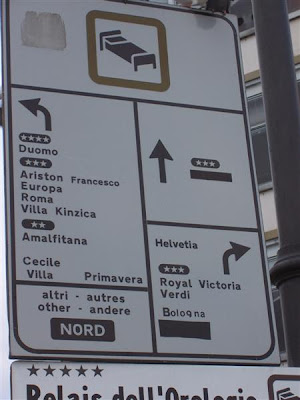 ★★★★
Duomo
★★★
Ariston Francesco
Europa
Roma
Villa Kinzica
★★
Amalfitana
Cecile
Villa Primavera
altri - autres
other - andere
NORD
★★★
Helvetia
★★★
Royal Victoria
Verdi
Bologna
★★★★★
Relais dell'Orologio